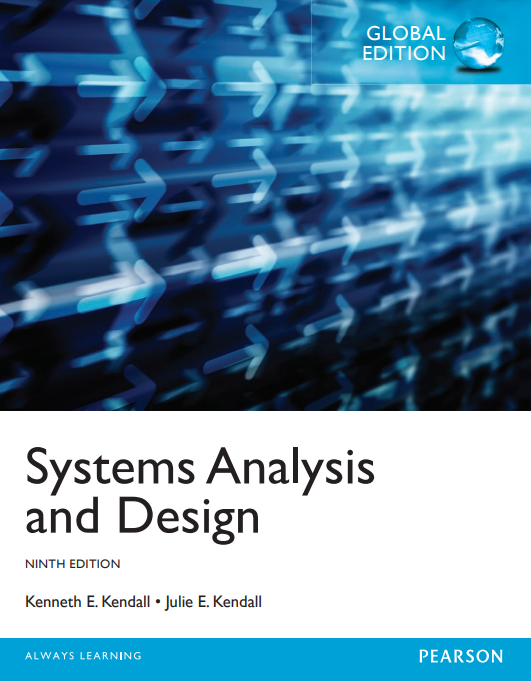 GLOBAL
EDITION
Systems Analysis
and Design
NINTH EDITION
Kenneth E. Kendall • Julie E. Kendall
ALWAYS LEARNING
PEARSON